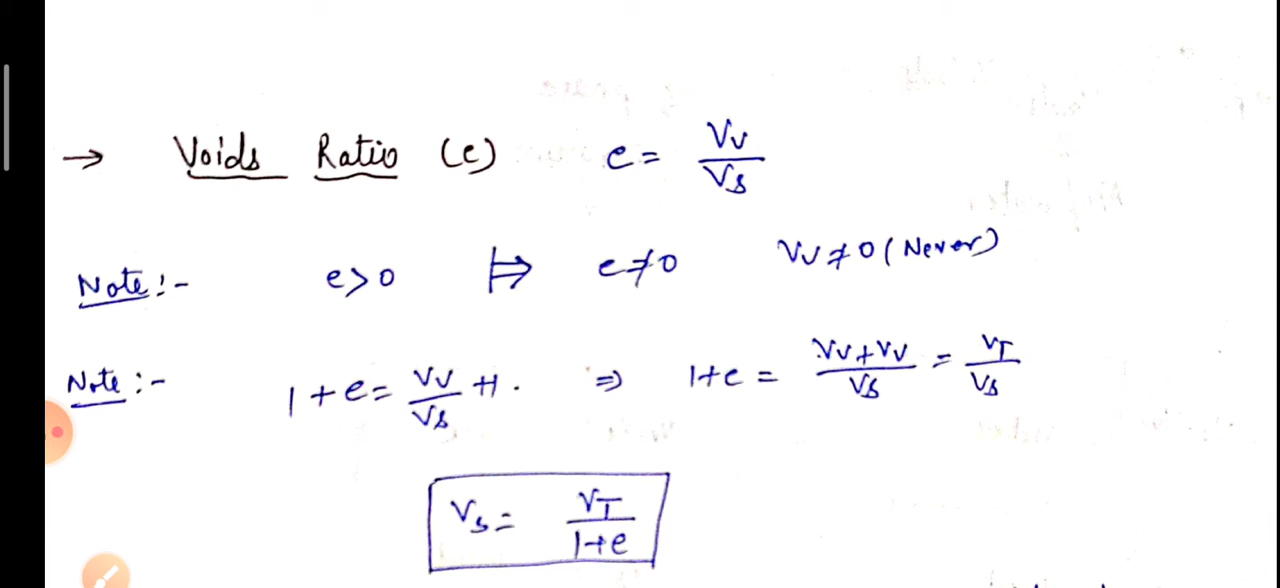 → Voids Ratio (e) e = Vv/Vs
Note:- e>0 ⊨> e≠0 Vv≠0 (Never)
Note:- 1+e = Vv/Vs +1. ⇒ 1+e = Vv+Vv/Vs = VT/Vs
Vs = VT/1+e